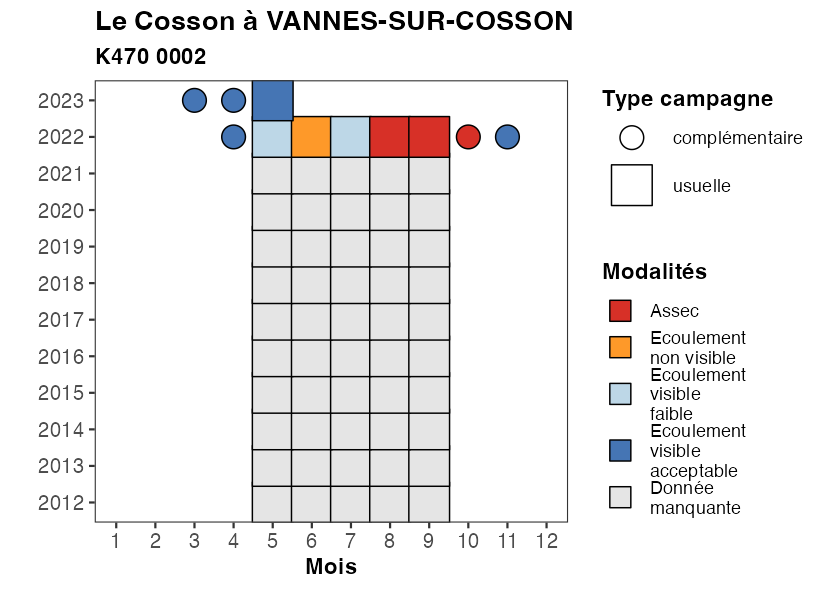 Le Cosson à VANNES-SUR-COSSON
K470 0002
2023
2022
2021
2020
2019
2018
2017
2016
2015
2014
2013
2012
1 2 3 4 5 6 7 8 9 10 11 12
Mois
Type campagne
complémentaire
usuelle
Modalités
Assec
Ecoulement
non visible
Ecoulement
visible
faible
Ecoulement
visible
acceptable
Donnée
manquante